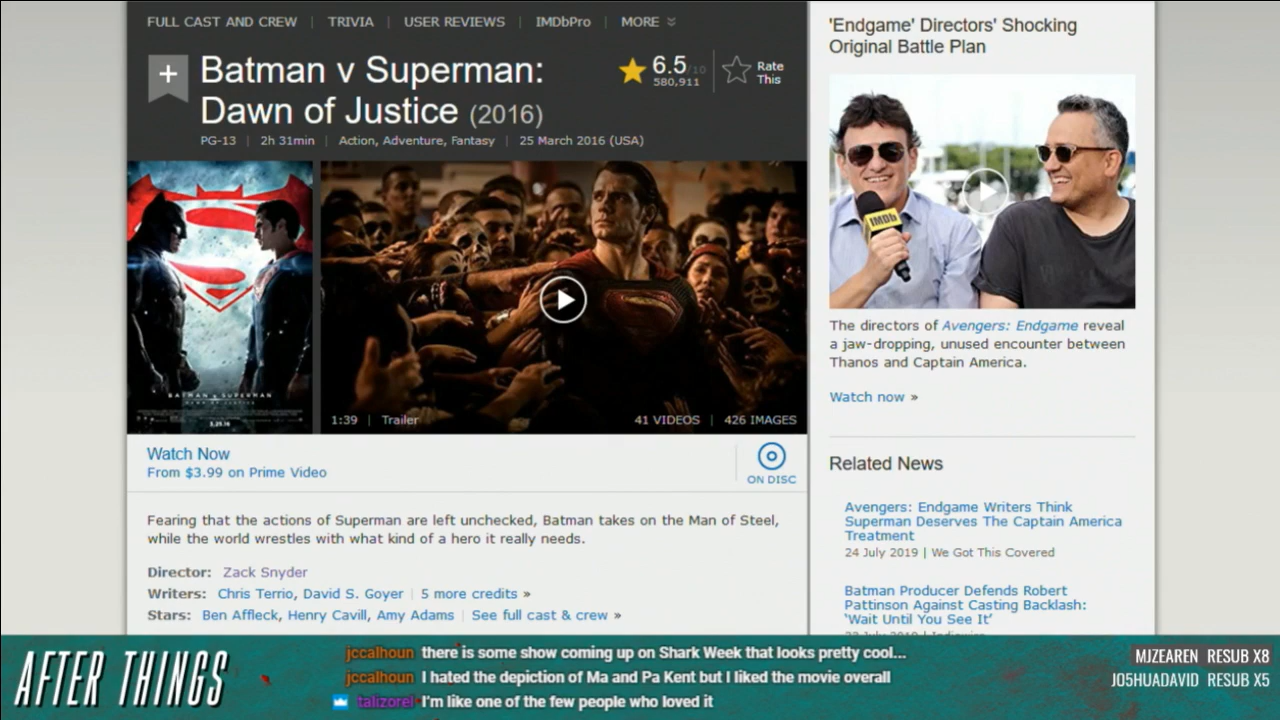 FULL CAST AND CREW | TRIVIA | USER REVIEWS | IMDbPro | MORE
Batman v Superman:
Dawn of Justice (2016)
6.5/10
580,911
Rate
This
PG-13 | 2h 31min | Action, Adventure, Fantasy | 25 March 2016 (USA)
BATMAN v SUPERMAN
DAWN OF JUSTICE
3.25.16
1:39 | Trailer
41 VIDEOS | 426 IMAGES
Watch Now
From $3.99 on Prime Video
ON DISC
Fearing that the actions of Superman are left unchecked, Batman takes on the Man of Steel,
while the world wrestles with what kind of a hero it really needs.
Director: Zack Snyder
Writers: Chris Terrio, David S. Goyer | 5 more credits »
Stars: Ben Affleck, Henry Cavill, Amy Adams | See full cast & crew »
'Endgame' Directors' Shocking
Original Battle Plan
IMDb
The directors of Avengers: Endgame reveal
a jaw-dropping, unused encounter between
Thanos and Captain America.
Watch now »
Related News
Avengers: Endgame Writers Think
Superman Deserves The Captain America
Treatment
24 July 2019 | We Got This Covered
Batman Producer Defends Robert
Pattinson Against Casting Backlash:
'Wait Until You See It'
AFTER THINGS
jccalhoun there is some show coming up on Shark Week that looks pretty cool...
jccalhoun I hated the depiction of Ma and Pa Kent but I liked the movie overall
talizorel I'm like one of the few people who loved it
MJZEAREN RESUB X8
JO5HUADAVID RESUB X5